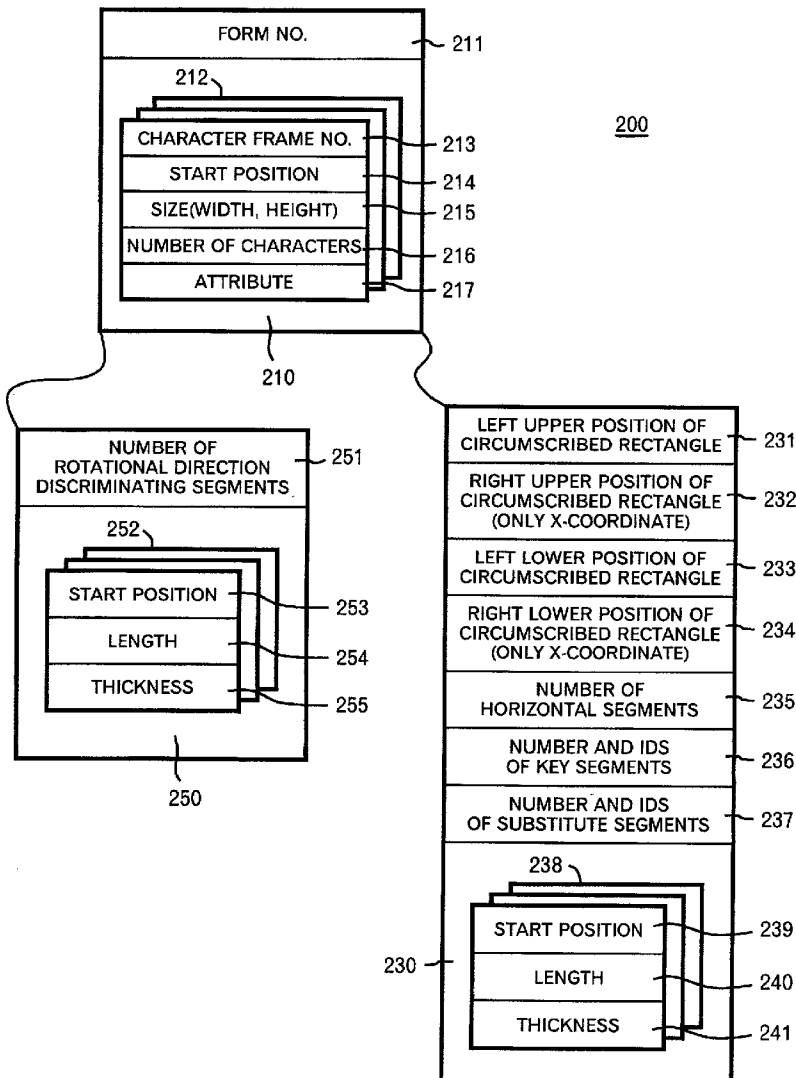 FORM NO.
211
212
200
CHARACTER FRAME NO.
213
START POSITION
214
SIZE(WIDTH, HEIGHT)
215
NUMBER OF CHARACTERS
216
ATTRIBUTE
217
210
NUMBER OF
ROTATIONAL DIRECTION
DISCRIMINATING SEGMENTS
251
252
START POSITION
253
LENGTH
254
THICKNESS
255
250
LEFT UPPER POSITION OF
CIRCUMSCRIBED RECTANGLE
231
RIGHT UPPER POSITION OF
CIRCUMSCRIBED RECTANGLE
(ONLY X-COORDINATE)
232
LEFT LOWER POSITION OF
CIRCUMSCRIBED RECTANGLE
233
RIGHT LOWER POSITION OF
CIRCUMSCRIBED RECTANGLE
(ONLY X-COORDINATE)
234
NUMBER OF
HORIZONTAL SEGMENTS
235
NUMBER AND IDS
OF KEY SEGMENTS
236
NUMBER AND IDS
OF SUBSTITUTE SEGMENTS
237
238
START POSITION
239
230
LENGTH
240
THICKNESS
241